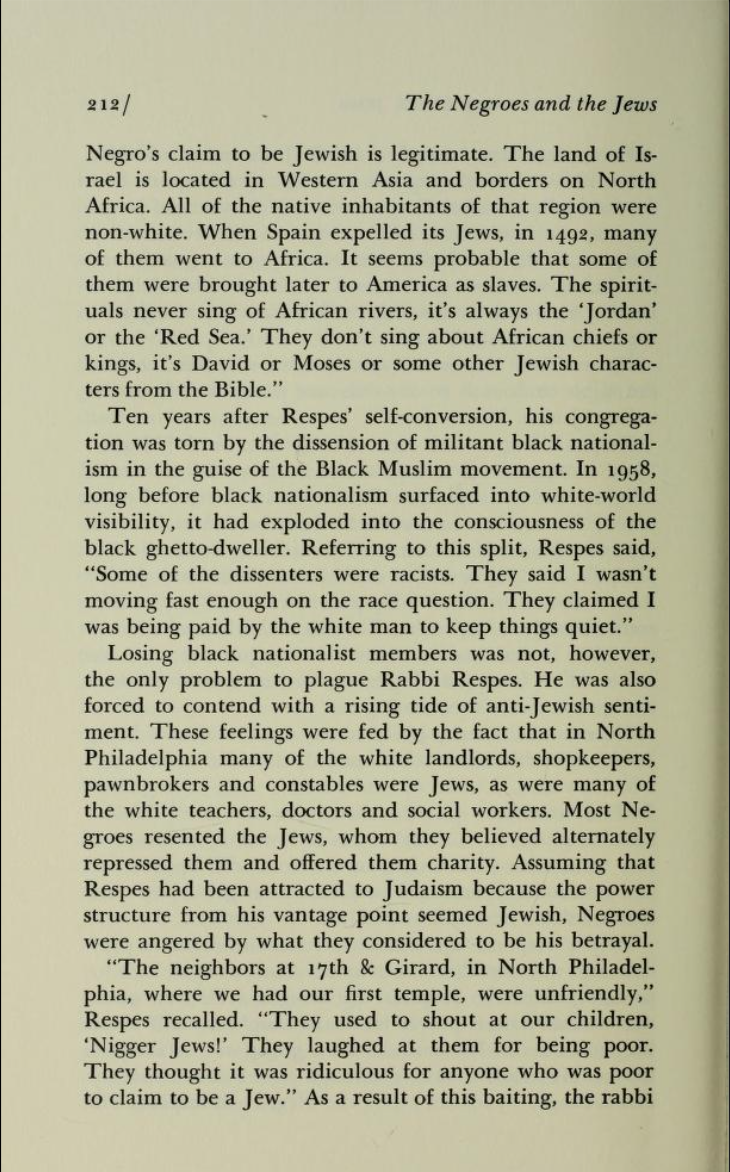 212/ The Negroes and the Jews
Negro's claim to be Jewish is legitimate. The land of Is-
rael is located in Western Asia and borders on North
Africa. All of the native inhabitants of that region were
non-white. When Spain expelled its Jews, in 1492, many
of them went to Africa. It seems probable that some of
them were brought later to America as slaves. The spirit-
uals never sing of African rivers, it's always the 'Jordan'
or the 'Red Sea.' They don't sing about African chiefs or
kings, it's David or Moses or some other Jewish charac-
ters from the Bible."
Ten years after Respes' self-conversion, his congrega-
tion was torn by the dissension of militant black national-
ism in the guise of the Black Muslim movement. In 1958,
long before black nationalism surfaced into white-world
visibility, it had exploded into the consciousness of the
black ghetto-dweller. Referring to this split, Respes said,
"Some of the dissenters were racists. They said I wasn't
moving fast enough on the race question. They claimed I
was being paid by the white man to keep things quiet."
Losing black nationalist members was not, however,
the only problem to plague Rabbi Respes. He was also
forced to contend with a rising tide of anti-Jewish senti-
ment. These feelings were fed by the fact that in North
Philadelphia many of the white landlords, shopkeepers,
pawnbrokers and constables were Jews, as were many of
the white teachers, doctors and social workers. Most Ne-
groes resented the Jews, whom they believed alternately
repressed them and offered them charity. Assuming that
Respes had been attracted to Judaism because the power
structure from his vantage point seemed Jewish, Negroes
were angered by what they considered to be his betrayal.
"The neighbors at 17th & Girard, in North Philadel-
phia, where we had our first temple, were unfriendly,"
Respes recalled. "They used to shout at our children,
'Nigger Jews!' They laughed at them for being poor.
They thought it was ridiculous for anyone who was poor
to claim to be a Jew." As a result of this baiting, the rabbi